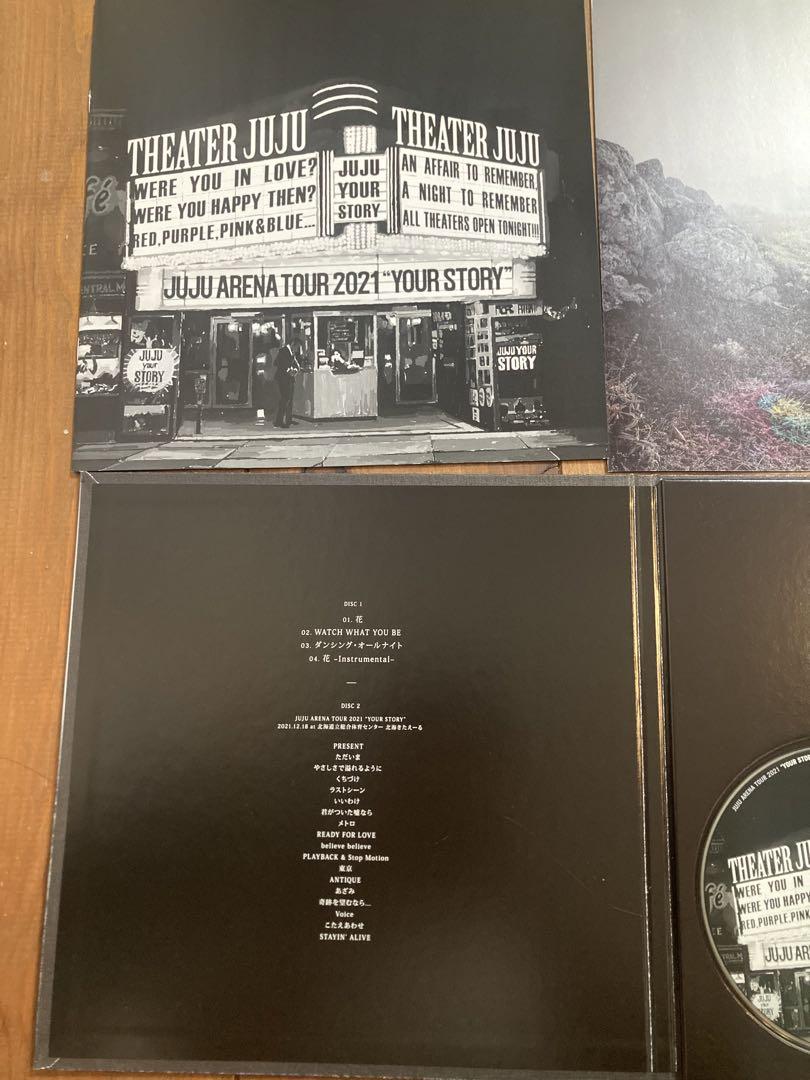 THEATER JUJU
THEATER JUJU
WERE YOU IN LOVE?
WERE YOU HAPPY THEN?
RED,PURPLE,PINK&BLUE...
JUJU
YOUR
STORY
AN AFFAIR TO REMEMBER,
A NIGHT TO REMEMBER
ALL THEATERS OPEN TONIGHT!!!
JUJU ARENA TOUR 2021 "YOUR STORY"
JUJU
YOUR
STORY
JUJU YOUR
STORY
DISC 1
01. 花
02. WATCH WHAT YOU BE
03. ダンシング・オールナイト
04. 花 –Instrumental–
DISC 2
JUJU ARENA TOUR 2021 "YOUR STORY"
2021.12.18 at 北海道立総合体育センター 北海きたえーる
PRESENT
ただいま
やさしさで溢れるように
くちづけ
ラストシーン
いいわけ
君がついた嘘なら
メトロ
READY FOR LOVE
believe believe
PLAYBACK & Stop Motion
東京
ANTIQUE
あざみ
奇跡を望むなら...
Voice
こたえあわせ
STAYIN' ALIVE
JUJU ARENA TOUR 2021 "YOUR STO
THEATER JU
WERE YOU IN
WERE YOU HAPPY
RED,PURPLE,PINK
JUJU AR
JUJU
YOUR
STORY